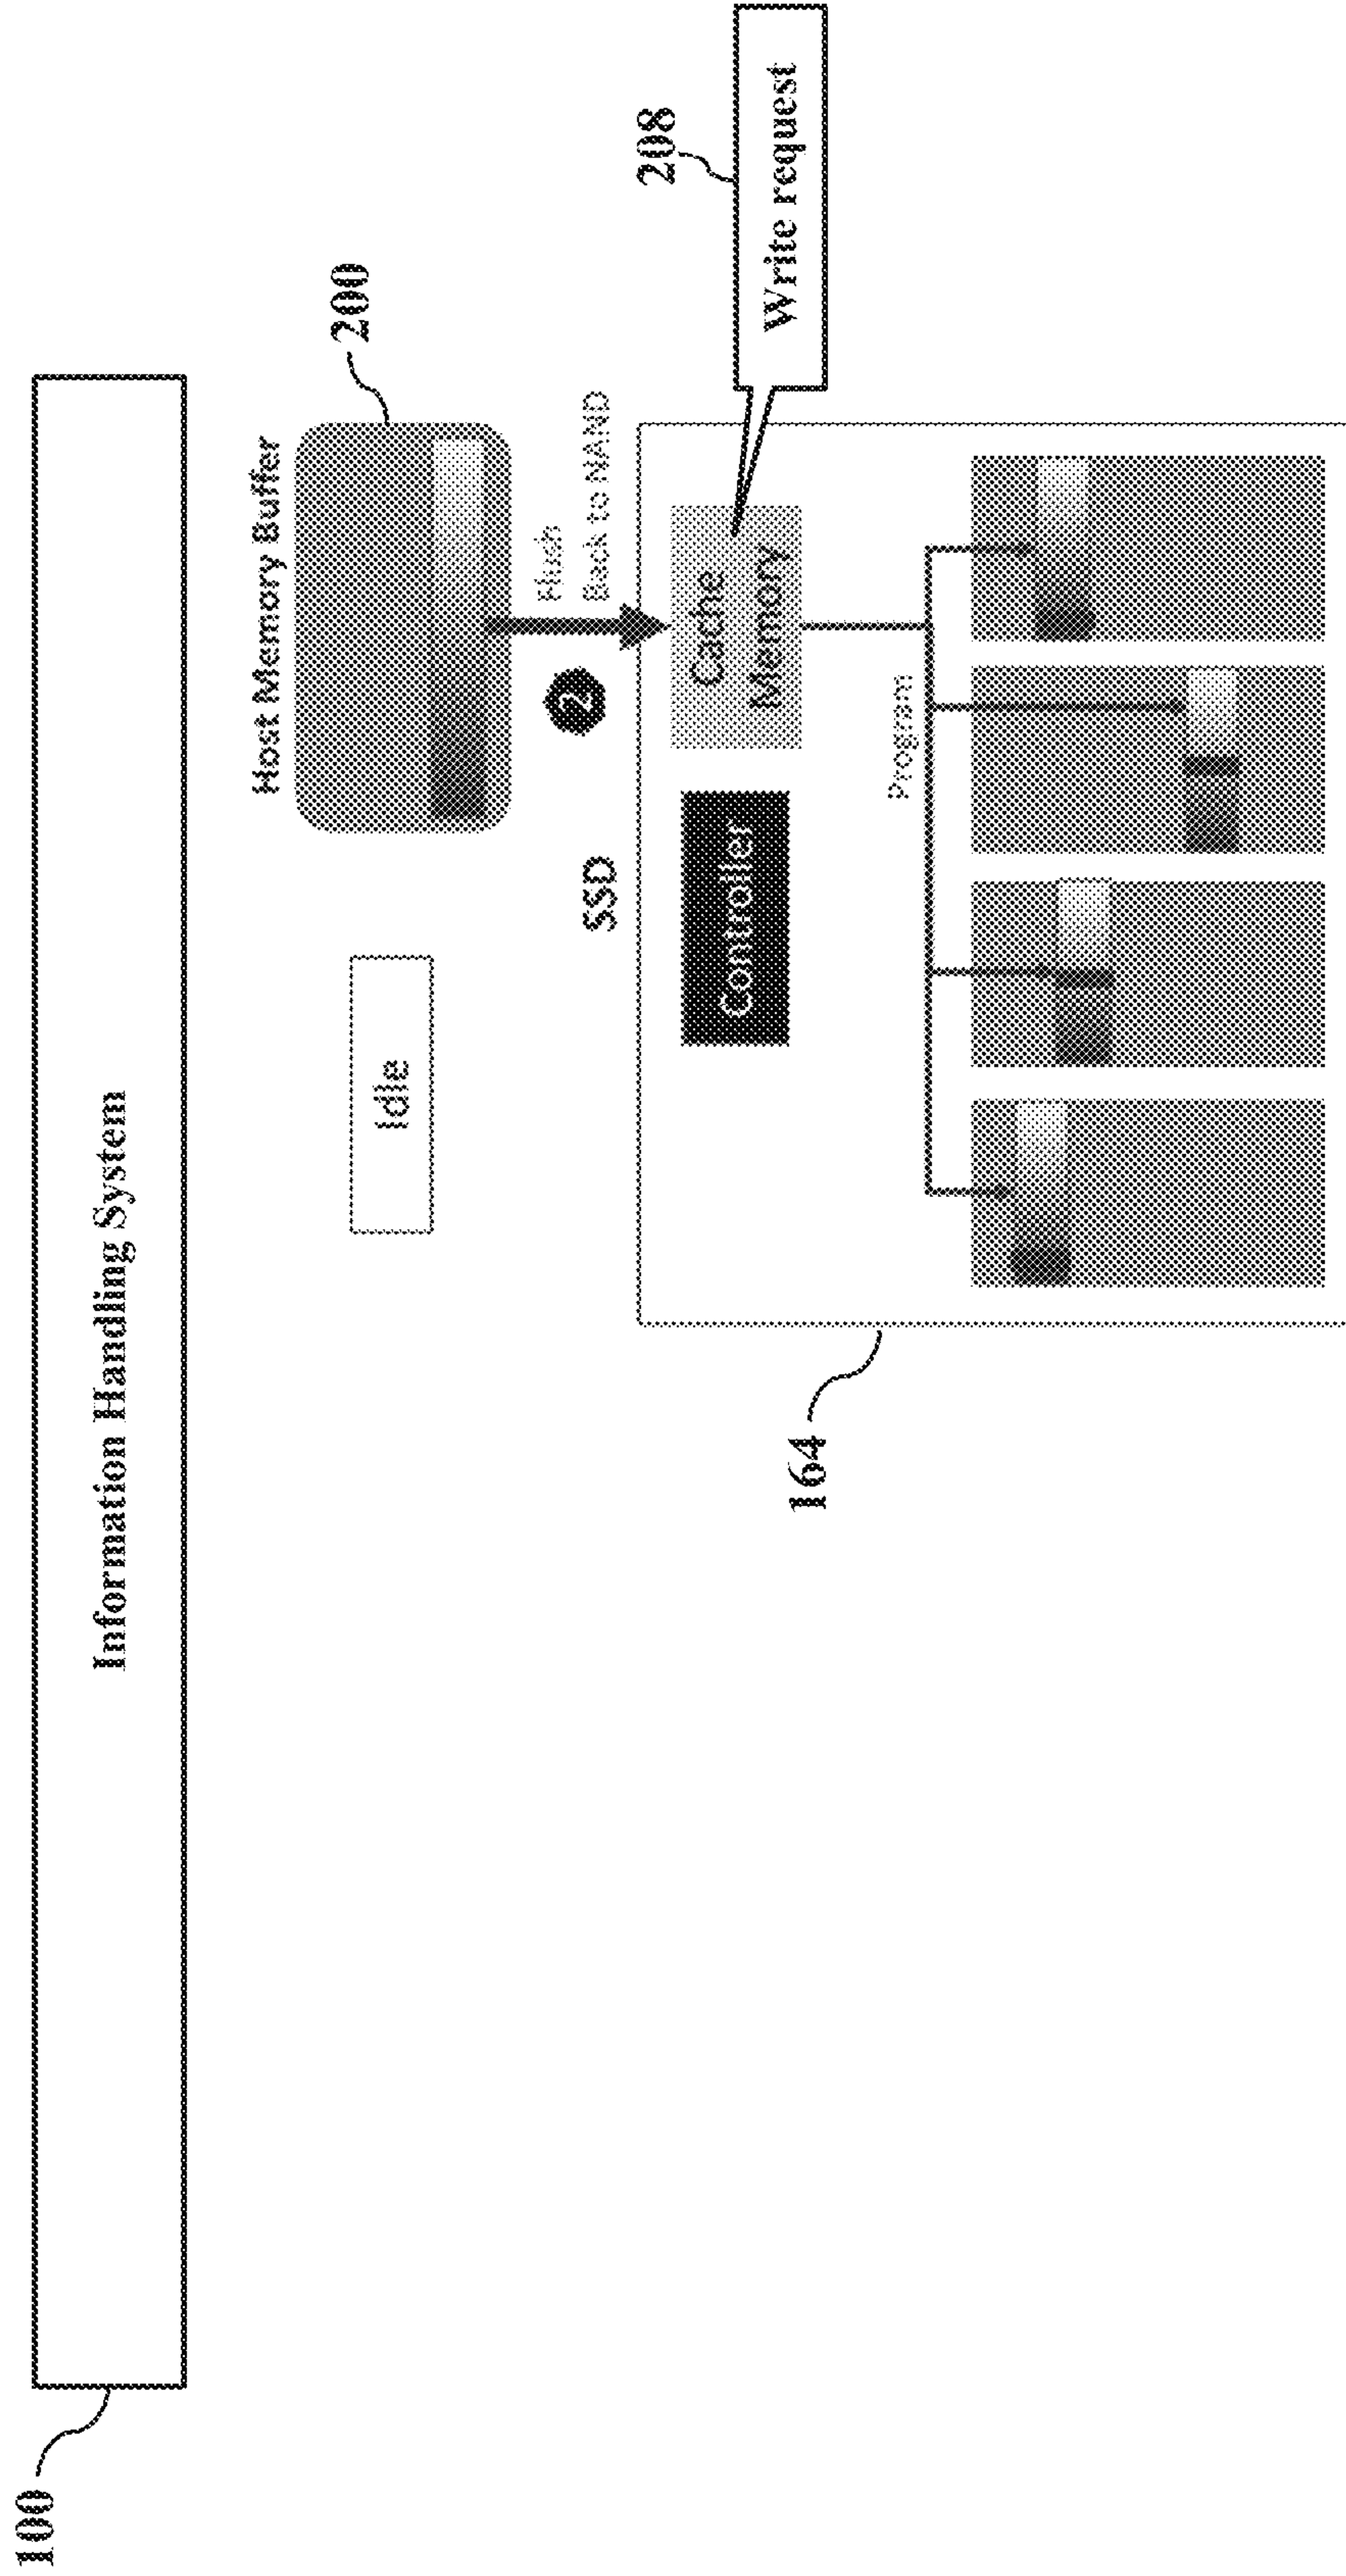 100
Information Handling System
Host Memory Buffer
200
Idle
2
Flush
Back to NAND
SSD
208
Write request
Controller
Cache
Memory
164
Program